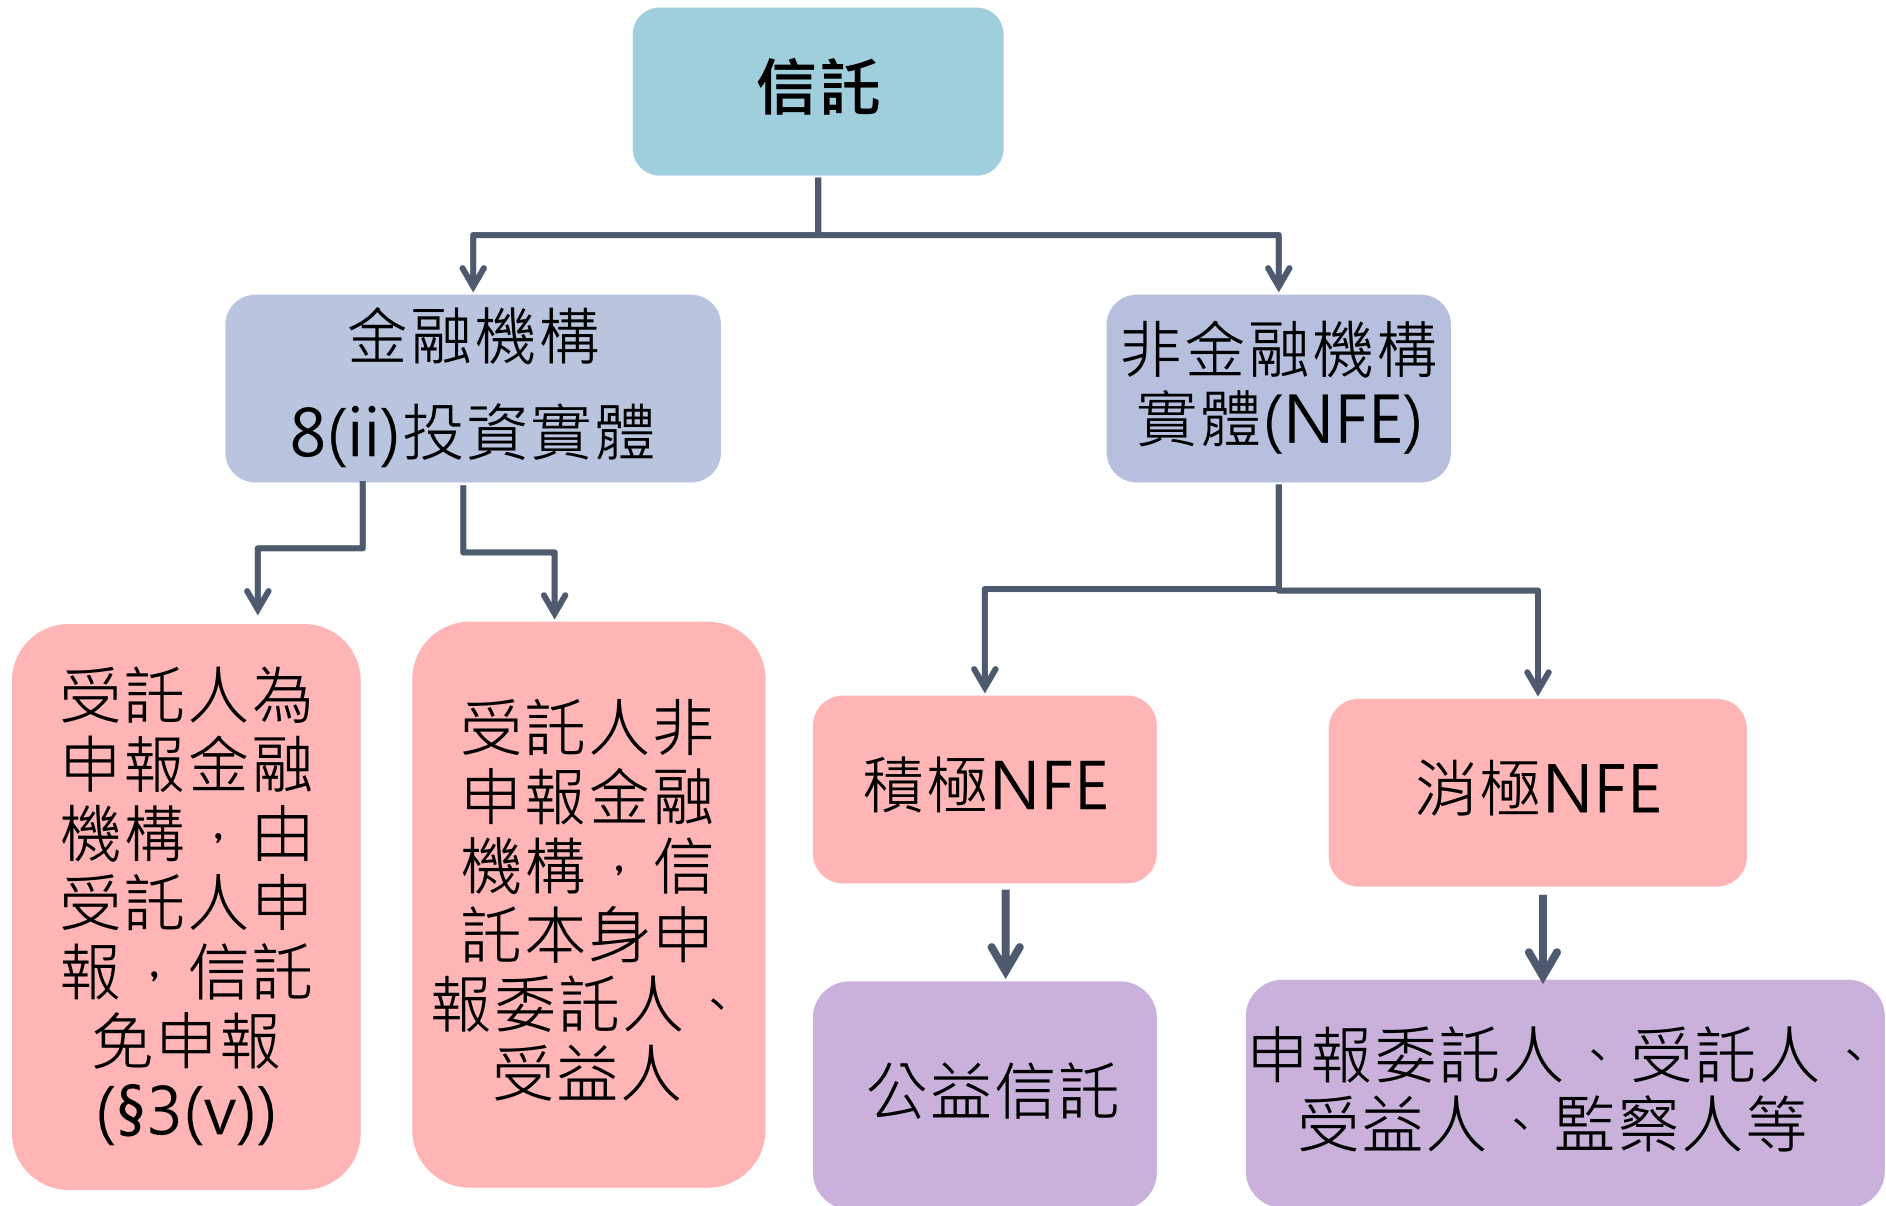 信託
金融機構
8(ii)投資實體
非金融機構
實體(NFE)
受託人為
申報金融
機構，由
受託人申
報，信託
免申報
(§3(v))
受託人非
申報金融
機構，信
託本身申
報委託人、
受益人
積極NFE
消極NFE
公益信託
申報委託人、受託人、
受益人、監察人等